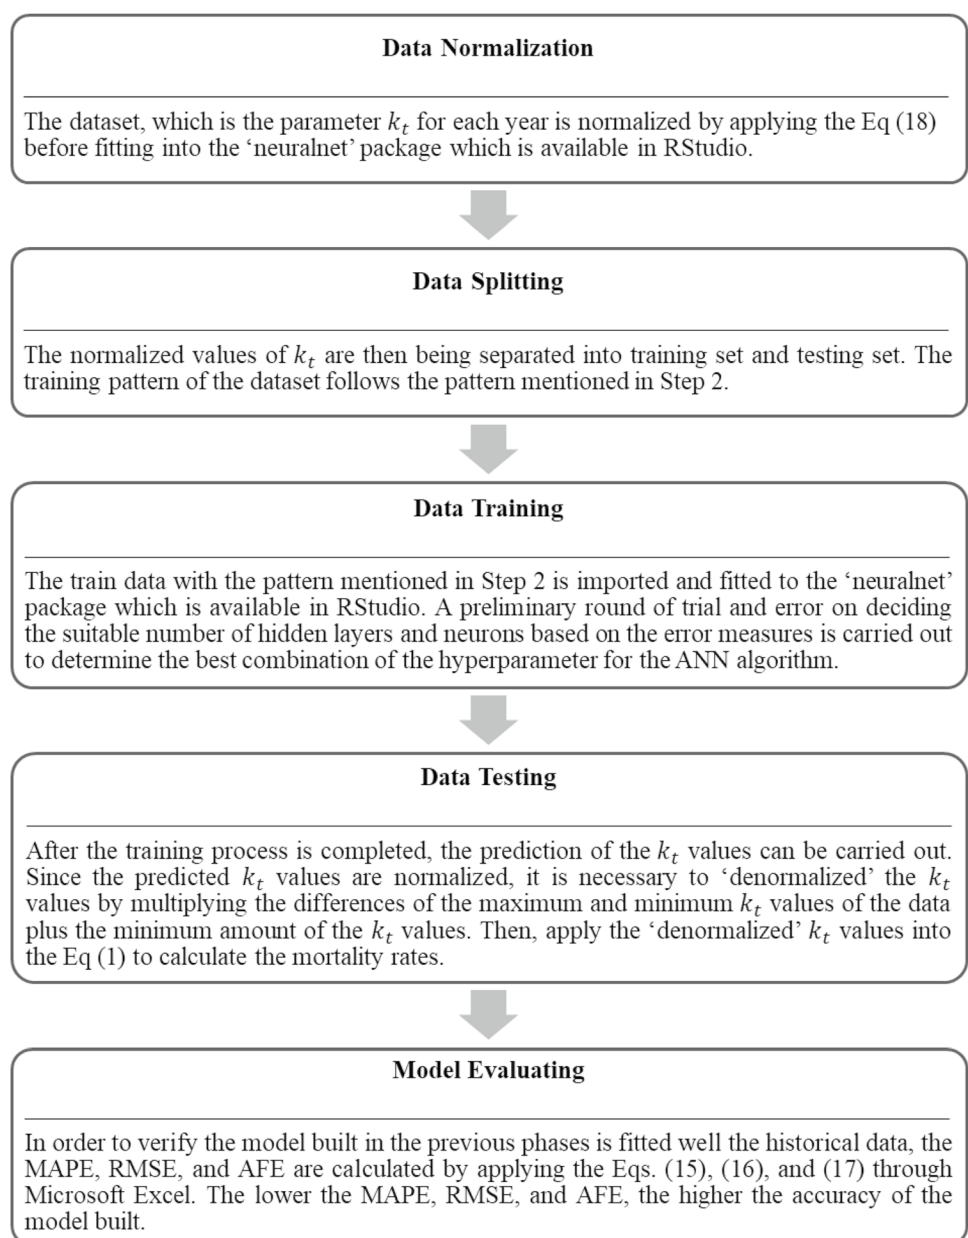 Data Normalization
The dataset, which is the parameter kₜ for each year is normalized by applying the Eq (18)
before fitting into the ‘neuralnet’ package which is available in RStudio.
Data Splitting
The normalized values of kₜ are then being separated into training set and testing set. The
training pattern of the dataset follows the pattern mentioned in Step 2.
Data Training
The train data with the pattern mentioned in Step 2 is imported and fitted to the ‘neuralnet’
package which is available in RStudio. A preliminary round of trial and error on deciding
the suitable number of hidden layers and neurons based on the error measures is carried out
to determine the best combination of the hyperparameter for the ANN algorithm.
Data Testing
After the training process is completed, the prediction of the kₜ values can be carried out.
Since the predicted kₜ values are normalized, it is necessary to ‘denormalized’ the kₜ
values by multiplying the differences of the maximum and minimum kₜ values of the data
plus the minimum amount of the kₜ values. Then, apply the ‘denormalized’ kₜ values into
the Eq (1) to calculate the mortality rates.
Model Evaluating
In order to verify the model built in the previous phases is fitted well the historical data, the
MAPE, RMSE, and AFE are calculated by applying the Eqs. (15), (16), and (17) through
Microsoft Excel. The lower the MAPE, RMSE, and AFE, the higher the accuracy of the
model built.